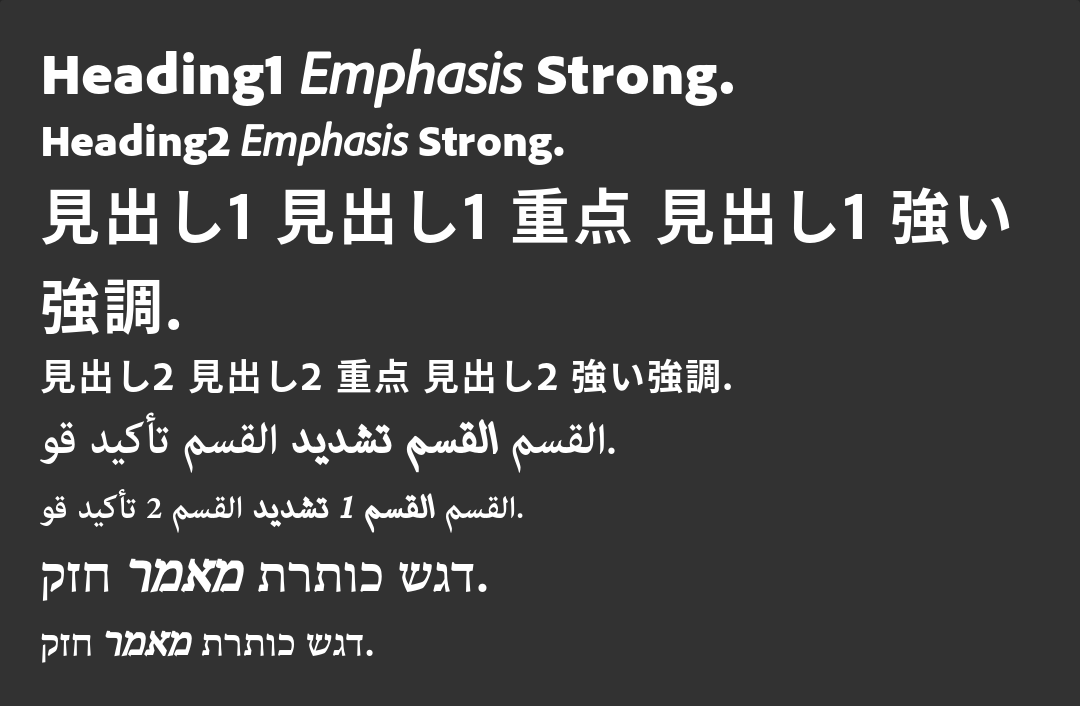 Heading1 Emphasis Strong.
Heading2 Emphasis Strong.
見出し1 見出し1 重点 見出し1 強い
強調.
見出し2 見出し2 重点 見出し2 強い強調.
القسم القسم تشديد القسم تأكيد قو.
القسم القسم 1 تشديد القسم 2 تأكيد قو.
דגש כותרת מאמר חזק.
דגש כותרת מאמר חזק.